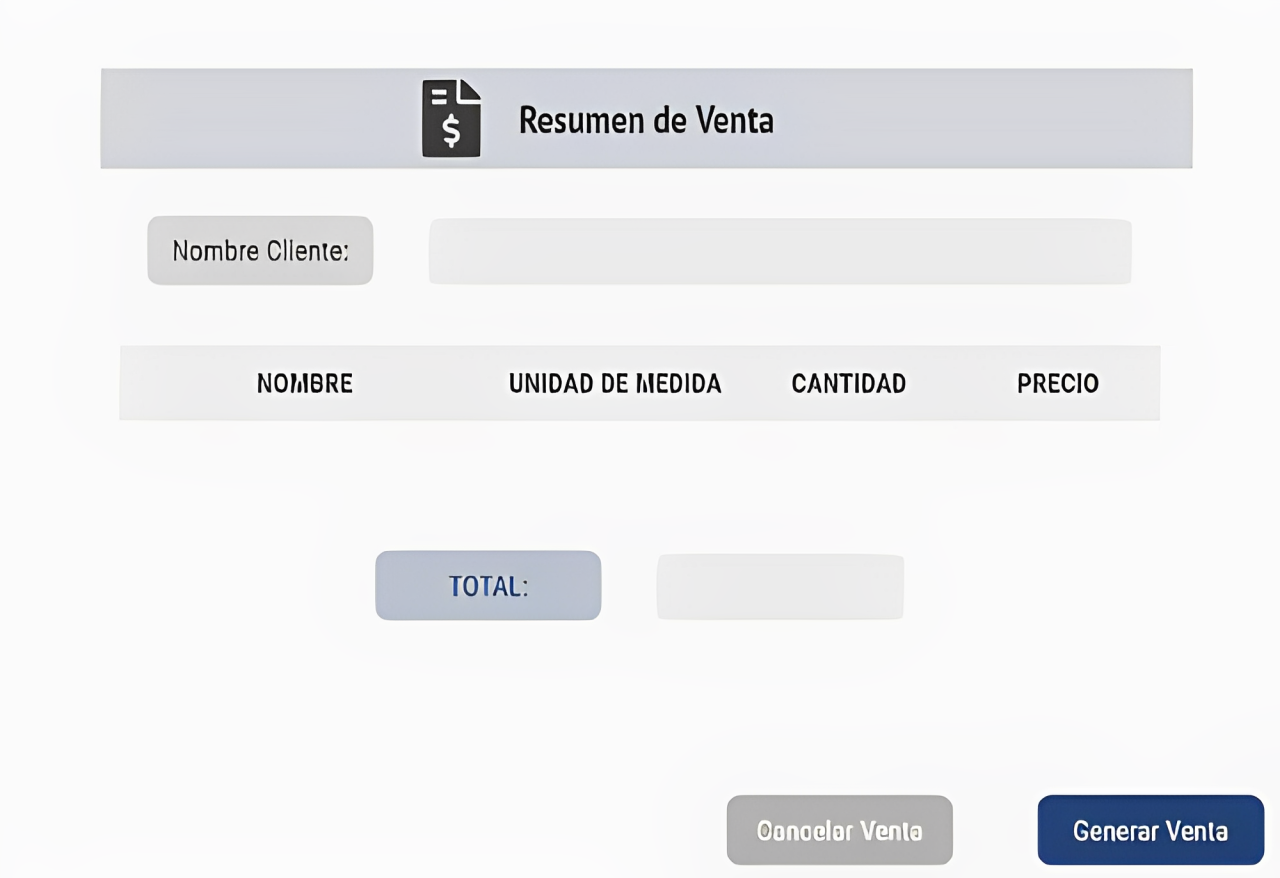 $
Resumen de Venta
Nombre Cliente:
NOMBRE UNIDAD DE MEDIDA CANTIDAD PRECIO
TOTAL:
Cancelar Venta Generar Venta